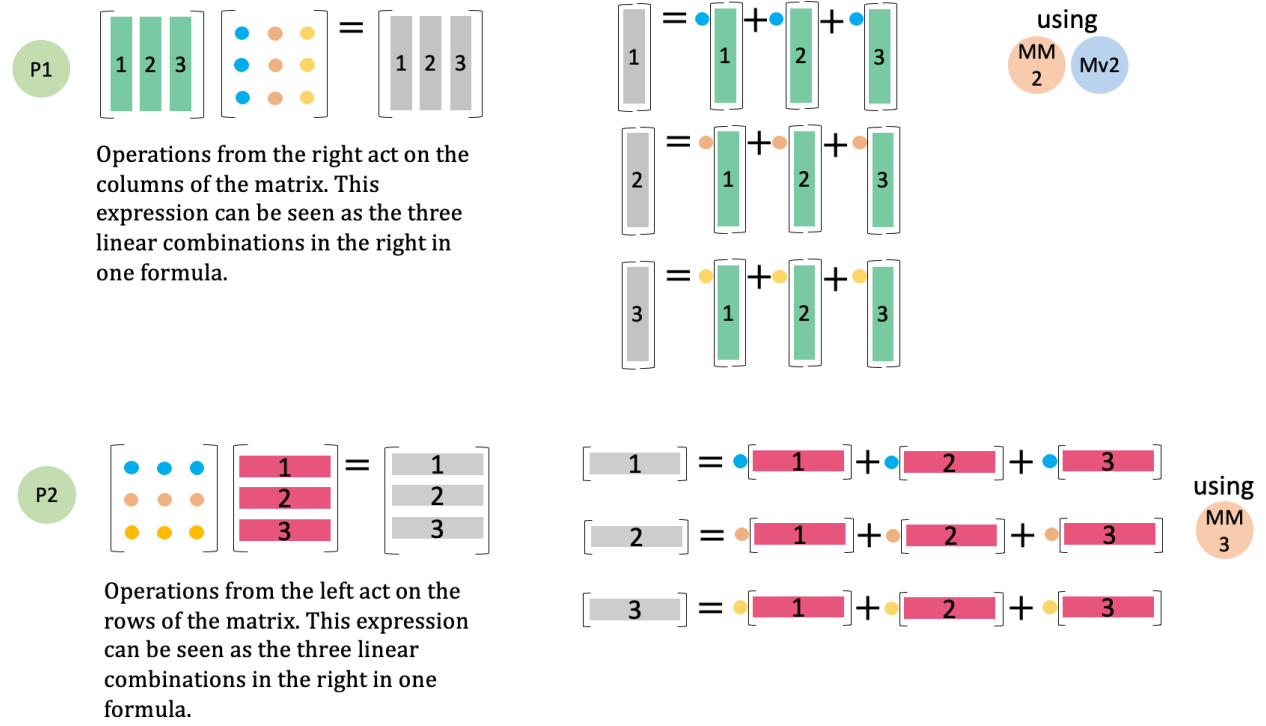 P1
1 2 3
=
1 2 3
Operations from the right act on the
columns of the matrix. This
expression can be seen as the three
linear combinations in the right in
one formula.
1 = 1 + 2 + 3
2 = 1 + 2 + 3
3 = 1 + 2 + 3
using
MM
2
Mv2
P2
1
2
3
=
1
2
3
Operations from the left act on the
rows of the matrix. This expression
can be seen as the three linear
combinations in the right in one
formula.
1 = 1 + 2 + 3
2 = 1 + 2 + 3
3 = 1 + 2 + 3
using
MM
3